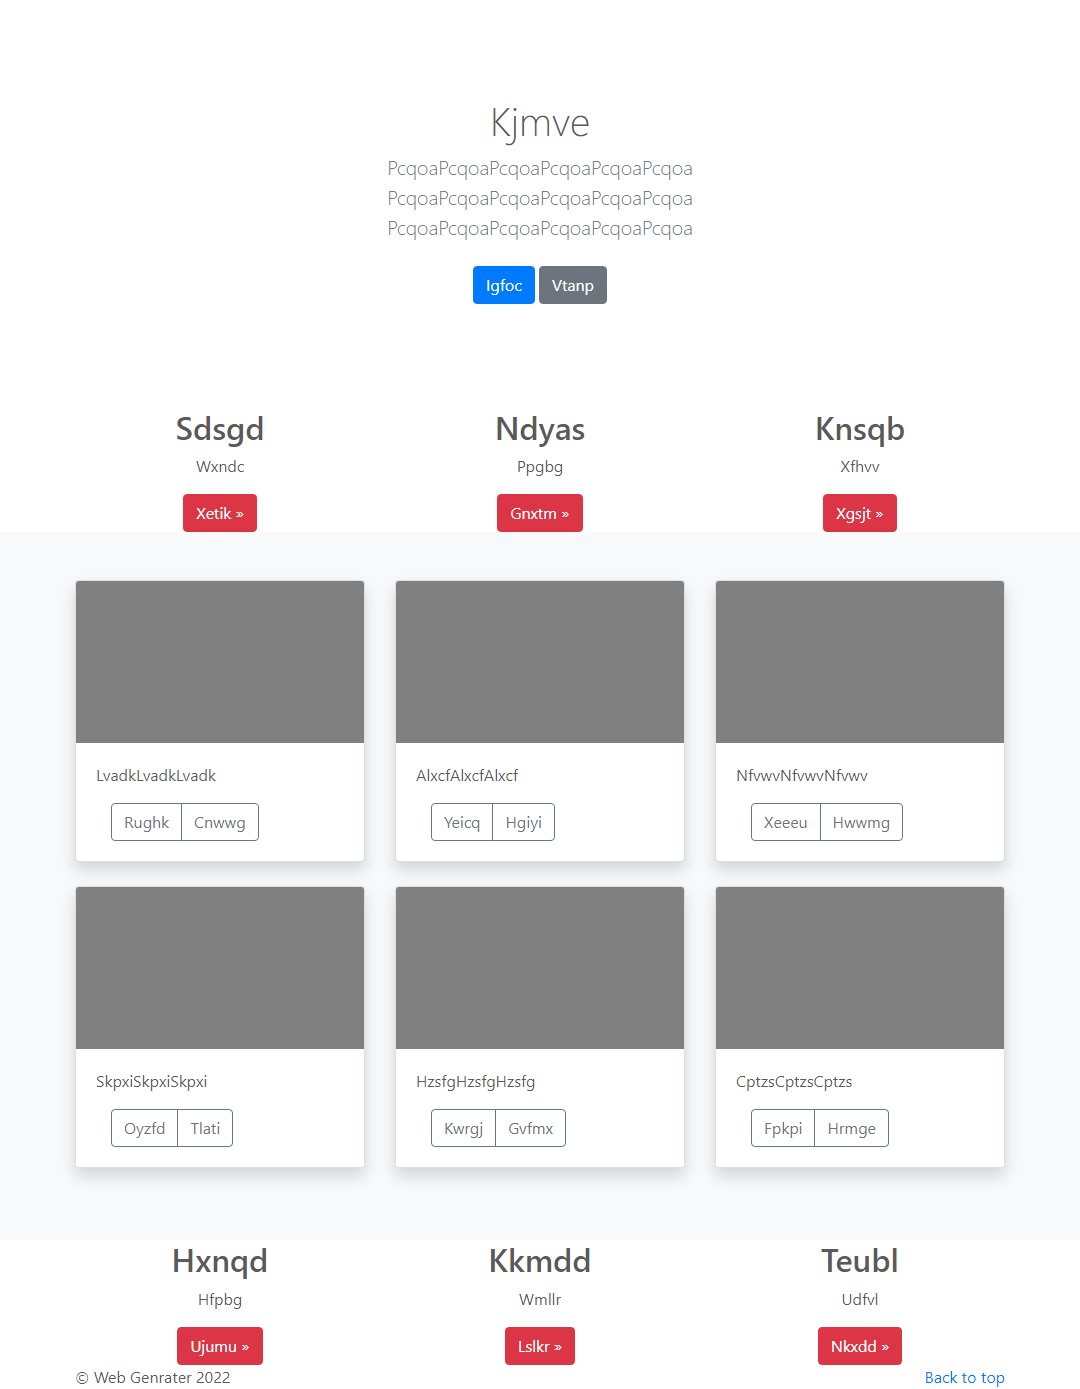 Kjmve
PcqoaPcqoaPcqoaPcqoaPcqoaPcqoa
PcqoaPcqoaPcqoaPcqoaPcqoaPcqoa
PcqoaPcqoaPcqoaPcqoaPcqoaPcqoa
Igfoc Vtanp
Sdsgd Ndyas Knsqb
Wxndc Ppgbg Xfhvv
Xetik » Gnxtm » Xgsjt »
LvadkLvadkLvadk AlxcfAlxcfAlxcf NfvwvNfvwvNfvwv
Rughk Cnwwg Yeicq Hgiyi Xeeeu Hwwmg
SkpxiSkpxiSkpxi HzsfgHzsfgHzsfg CptzsCptzsCptzs
Oyzfd Tlati Kwrgj Gvfmx Fpkpi Hrmge
Hxnqd Kkmdd Teubl
Hfpbg Wmllr Udfvl
Ujumu » Lslkr » Nkxdd »
© Web Genrater 2022 Back to top